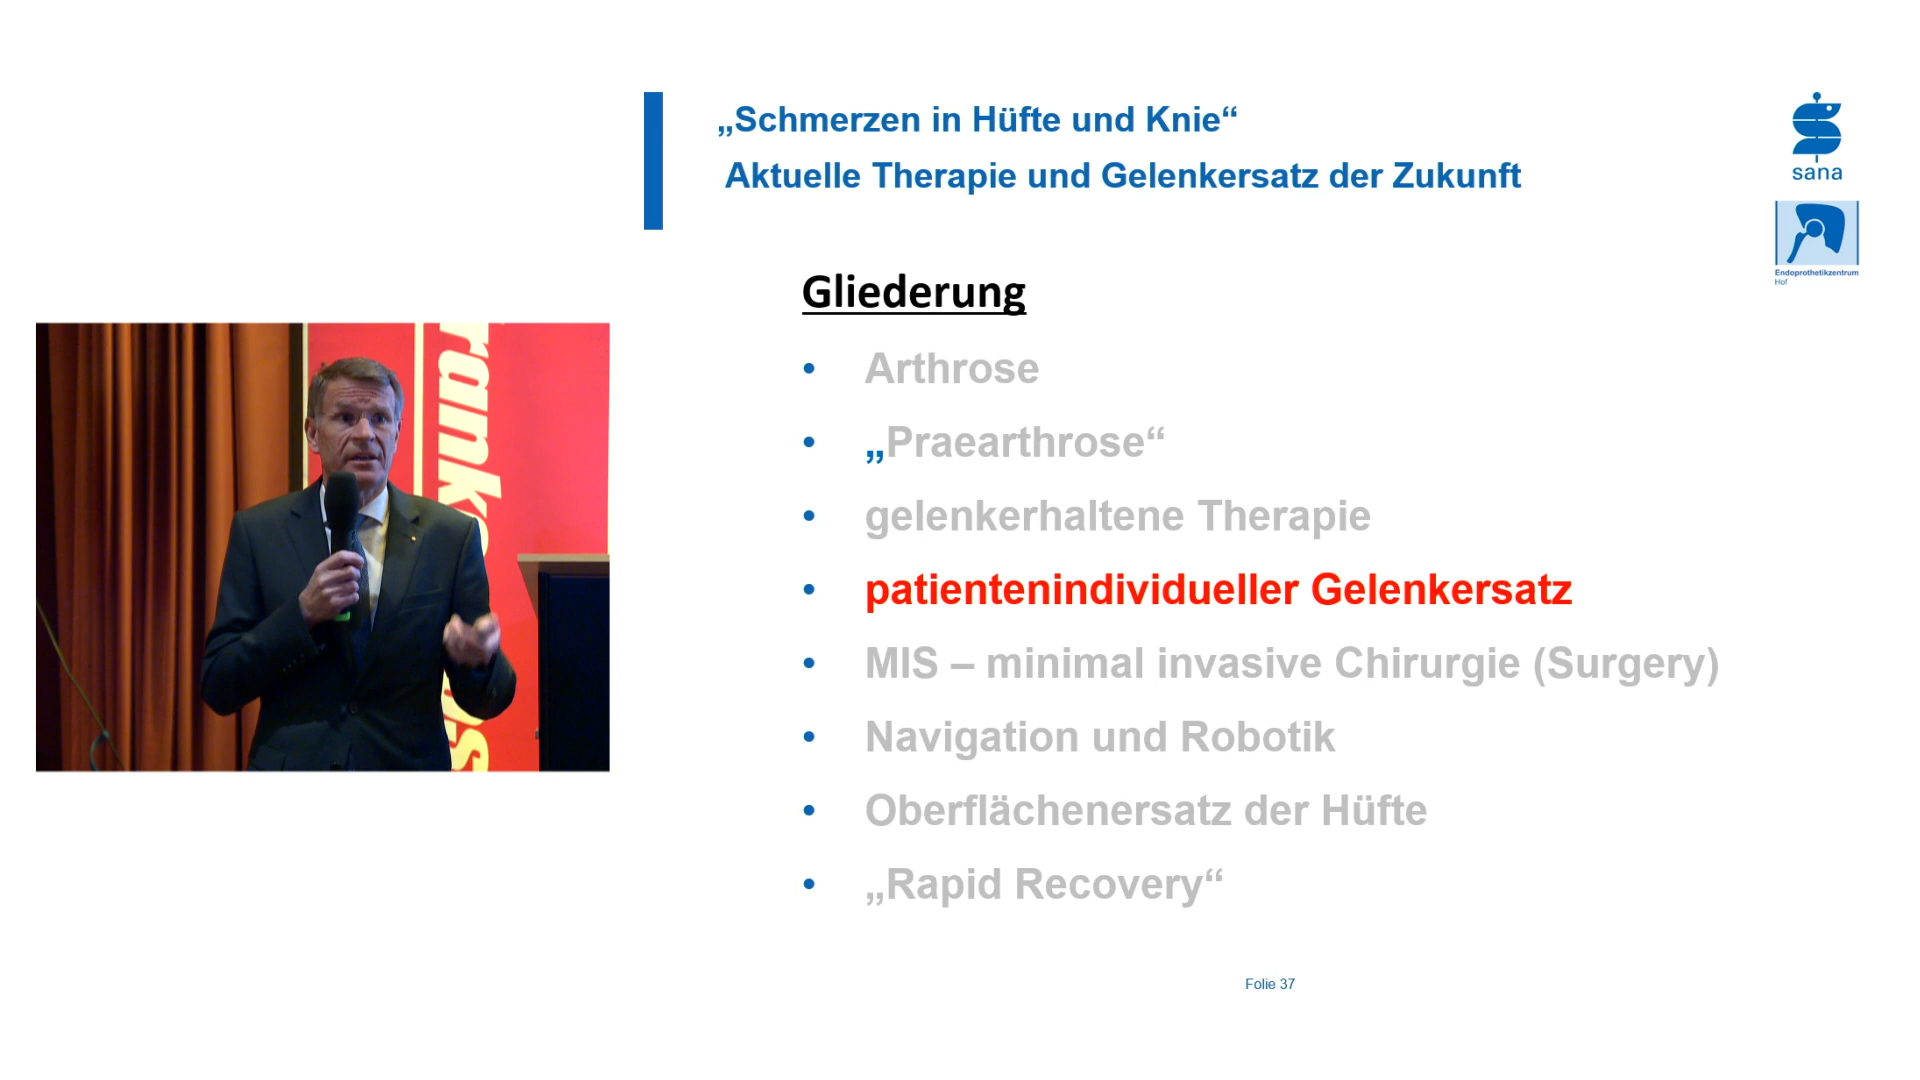 „Schmerzen in Hüfte und Knie“
Aktuelle Therapie und Gelenkersatz der Zukunft
sana
Endoprothetikzentrum
Hof
Gliederung
• Arthrose
• „Praearthrose“
• gelenkerhaltene Therapie
• patientenindividueller Gelenkersatz
• MIS – minimal invasive Chirurgie (Surgery)
• Navigation und Robotik
• Oberflächenersatz der Hüfte
• „Rapid Recovery“
Folie 37